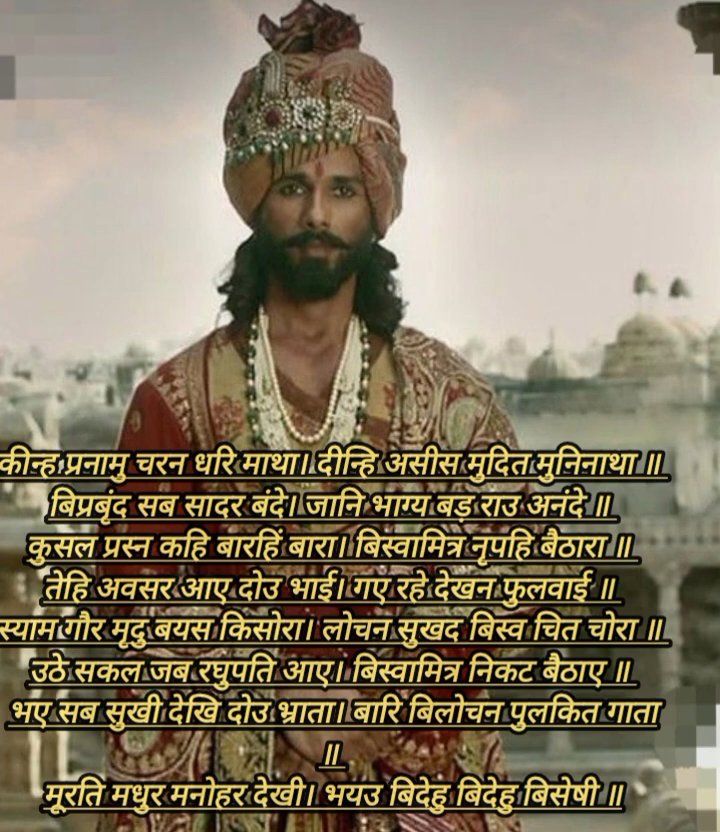 कीन्ह प्रनामु चरन धरि माथा। दीन्हि असीस मुदित मुनिनाथा ॥
बिप्रबृंद सब सादर बंदे। जानि भाग्य बड़ राउ अनंदे ॥
कुसल प्रस्न कहि बारहिं बारा। बिस्वामित्र नृपहि बैठारा ॥
तेहि अवसर आए दोउ भाई। गए रहे देखन फुलवाई ॥
स्याम गौर मृदु बयस किसोरा। लोचन सुखद बिस्व चित चोरा ॥
उठे सकल जब रघुपति आए। बिस्वामित्र निकट बैठाए ॥
भए सब सुखी देखि दोउ भ्राता। बारि बिलोचन पुलकित गाता
॥
मूरति मधुर मनोहर देखी। भयउ बिदेहु बिदेहु बिसेषी ॥